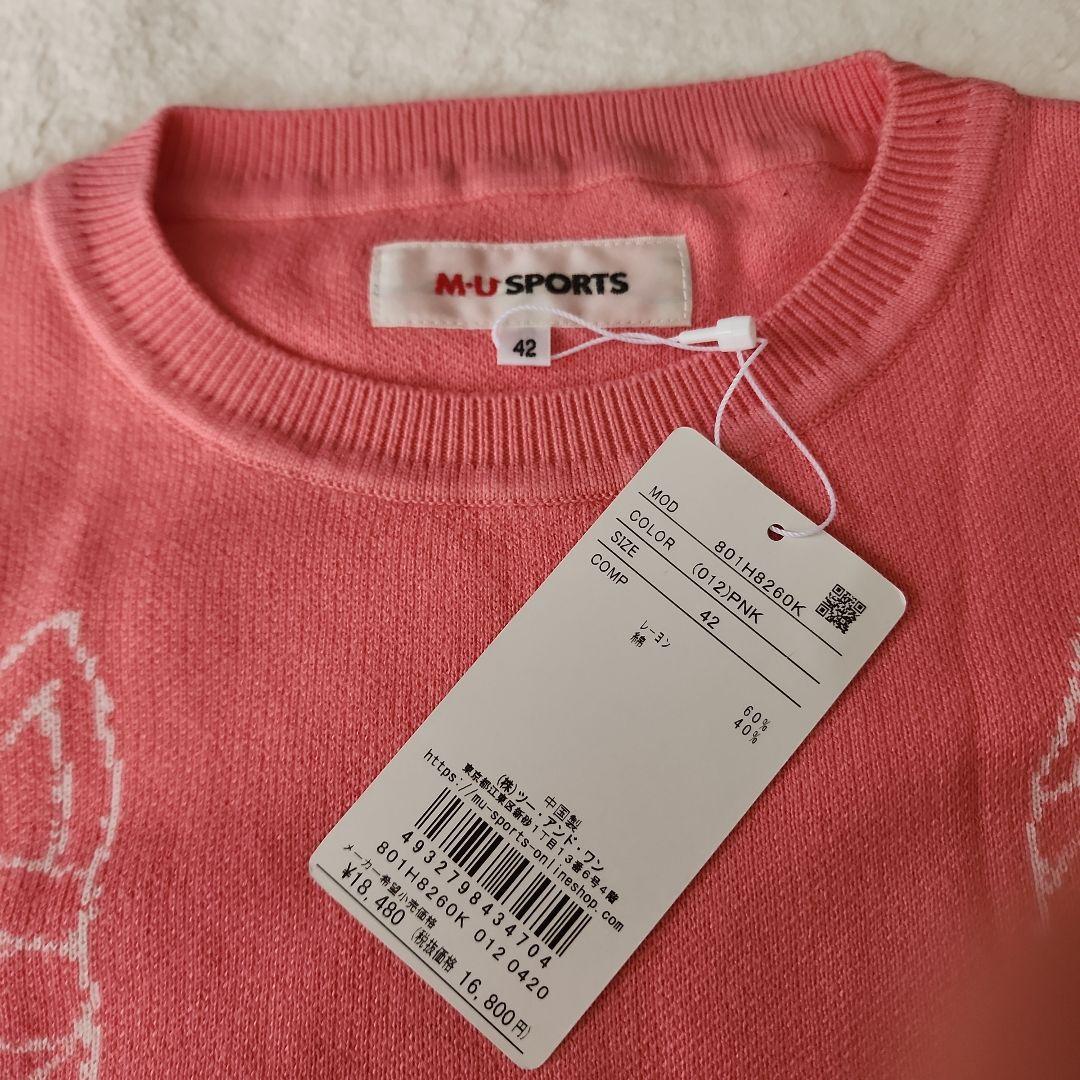 M·U SPORTS
42
MOD 801H8260K
COLOR (012)PNK
SIZE 42
COMP
レーヨン 60%
綿 40%
中国製
(株)ツー・アンド・ワン
東京都江東区新砂1丁目13番6号4階
https://mu-sports-onlineshop.com
4932798434704
801H8260K 012 0420
メーカー希望小売価格
¥18,480 (税抜価格 16,800円)